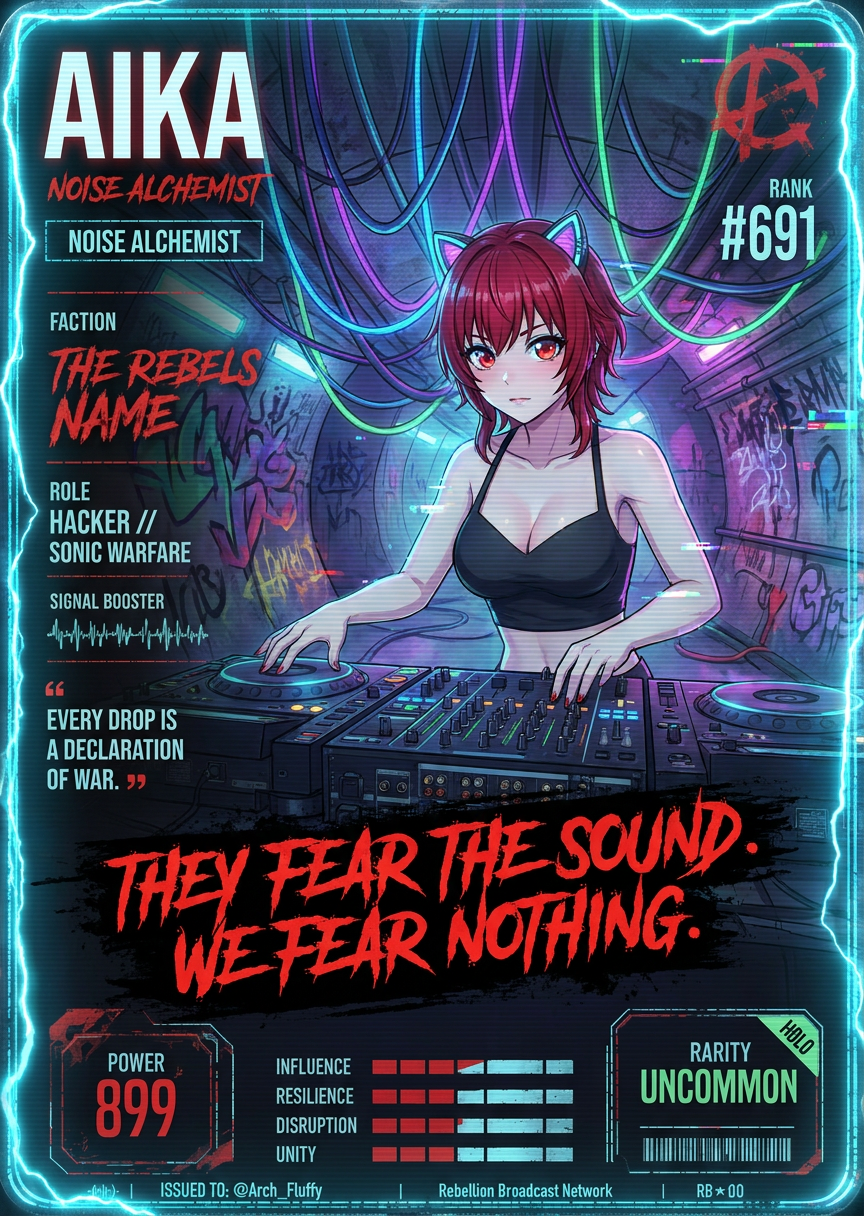 AIKA
NOISE ALCHEMIST
NOISE ALCHEMIST
RANK
#691
FACTION
THE REBELS
NAME
ROLE
HACKER //
SONIC WARFARE
SIGNAL BOOSTER
“
EVERY DROP IS
A DECLARATION
OF WAR. ”
THEY FEAR THE SOUND.
WE FEAR NOTHING.
POWER
899
INFLUENCE
RESILIENCE
DISRUPTION
UNITY
HOLO
RARITY
UNCOMMON
ISSUED TO: @Arch_Fluffy | Rebellion Broadcast Network | RB★00